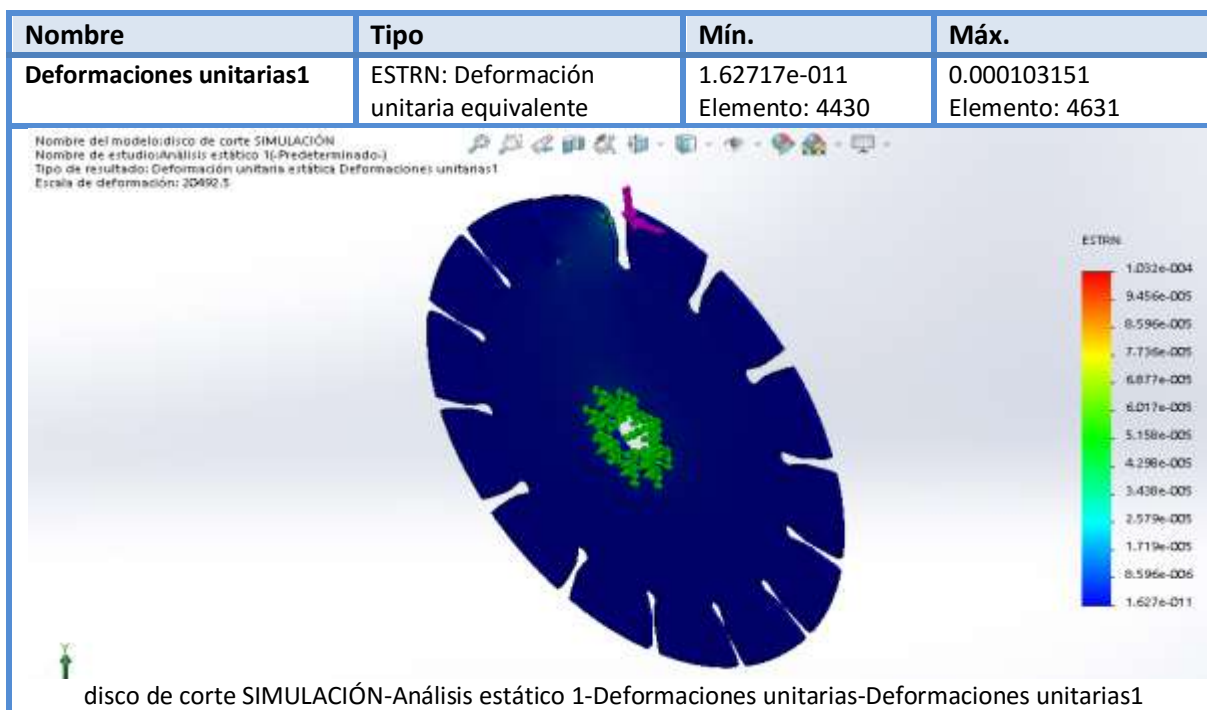 Nombre Tipo Mín. Máx.
Deformaciones unitarias1 ESTRN: Deformación unitaria equivalente 1.62717e-011 Elemento: 4430 0.000103151 Elemento: 4631
Nombre del modelo:disco de corte SIMULACIÓN
Nombre de estudio:Análisis estático 1(-Predeterminado-)
Tipo de resultado: Deformación unitaria estática Deformaciones unitarias1
Escala de deformación: 20492.5
ESTRN
1.032e-004
9.456e-005
8.596e-005
7.736e-005
6.877e-005
6.017e-005
5.158e-005
4.298e-005
3.438e-005
2.579e-005
1.719e-005
8.596e-006
1.627e-011
Y
disco de corte SIMULACIÓN-Análisis estático 1-Deformaciones unitarias-Deformaciones unitarias1